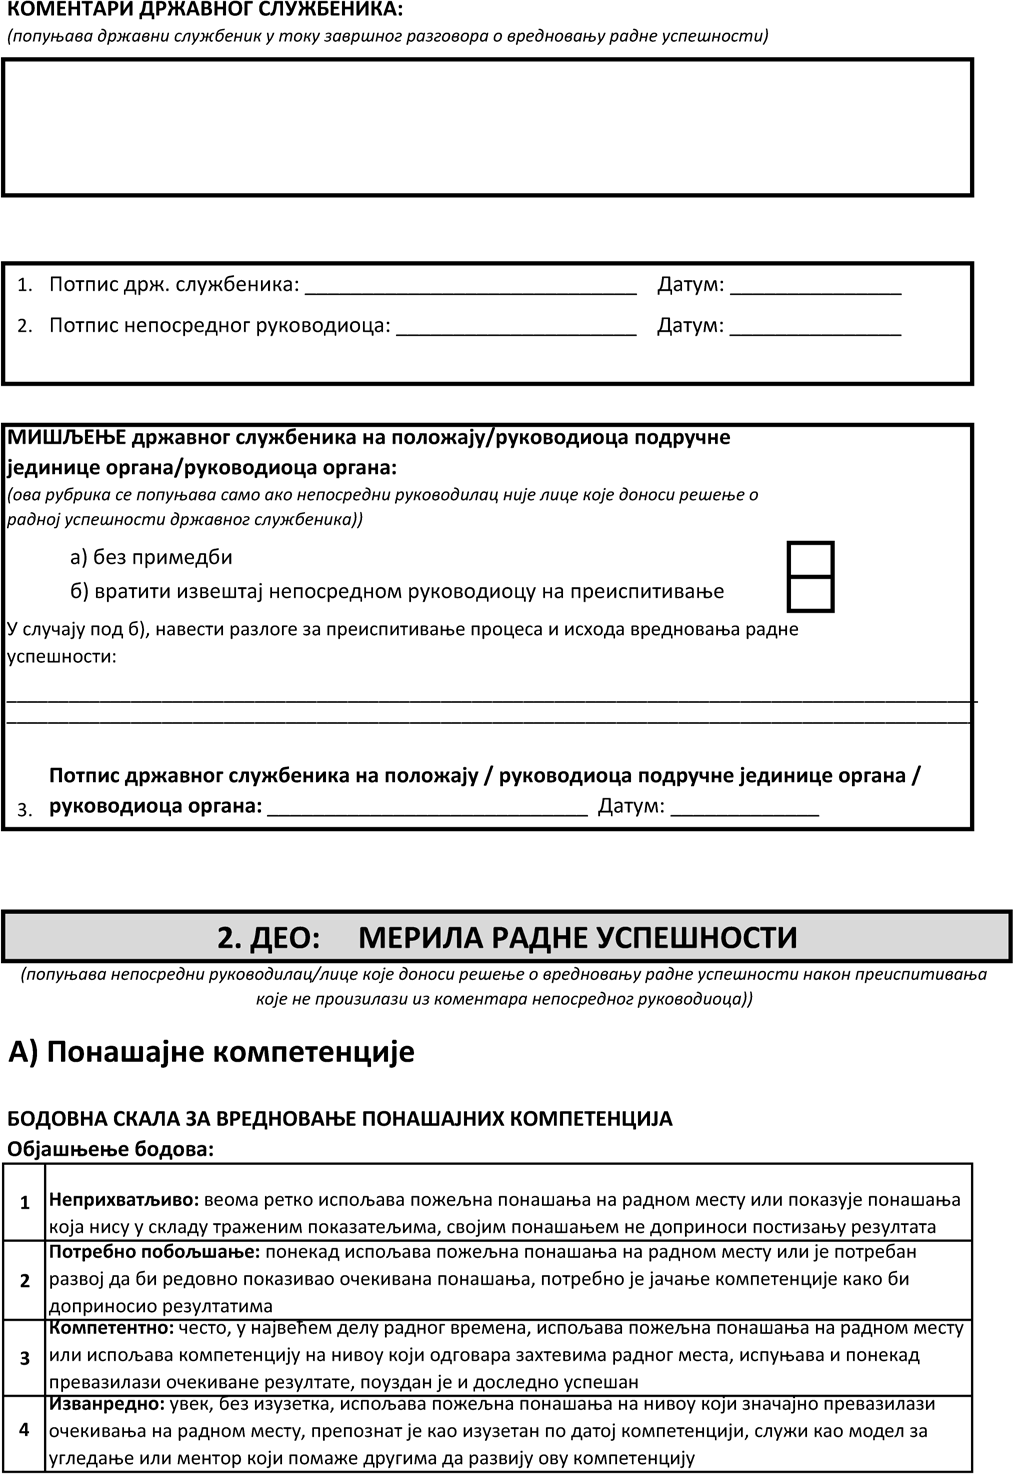 КОМЕНТАРИ ДРЖАВНОГ СЛУЖБЕНИКА:
(попуњава државни службеник у току завршног разговора о вредновању радне успешности)
1. Потпис држ. службеника: _____________________________ Датум: _______________
2. Потпис непосредног руководиоца: _____________________ Датум: _______________
МИШЉЕЊЕ државног службеника на положају/руководиоца подручне
јединице органа/руководиоца органа:
(ова рубрика се попуњава само ако непосредни руководилац није лице које доноси решење о
радној успешности државног службеника))
а) без примедби
б) вратити извештај непосредном руководиоцу на преиспитивање
У случају под б), навести разлоге за преиспитивање процеса и исхода вредновања радне
успешности:
Потпис државног службеника на положају / руководиоца подручне јединице органа /
3. руководиоца органа: ____________________________ Датум: _____________
2. ДЕО: МЕРИЛА РАДНЕ УСПЕШНОСТИ
(попуњава непосредни руководилац/лице које доноси решење о вредновању радне успешности након преиспитивања
које не произилази из коментара непосредног руководиоца))
А) Понашајне компетенције
БОДОВНА СКАЛА ЗА ВРЕДНОВАЊЕ ПОНАШАЈНИХ КОМПЕТЕНЦИЈА
Објашњење бодова:
1 Неприхватљиво: веома ретко испољава пожељна понашања на радном месту или показује понашања
која нису у складу траженим показатељима, својим понашањем не доприноси постизању резултата
Потребно побољшање: понекад испољава пожељна понашања на радном месту или је потребан
2 развој да би редовно показивао очекивана понашања, потребно је јачање компетенције како би
доприносио резултатима
Компетентно: често, у највећем делу радног времена, испољава пожељна понашања на радном месту
3 или испољава компетенцију на нивоу који одговара захтевима радног места, испуњава и понекад
превазилази очекиване резултате, поуздан је и доследно успешан
Изванредно: увек, без изузетка, испољава пожељна понашања на нивоу који значајно превазилази
4 очекивања на радном месту, препознат је као изузетан по датој компетенцији, служи као модел за
угледање или ментор који помаже другима да развију ову компетенцију